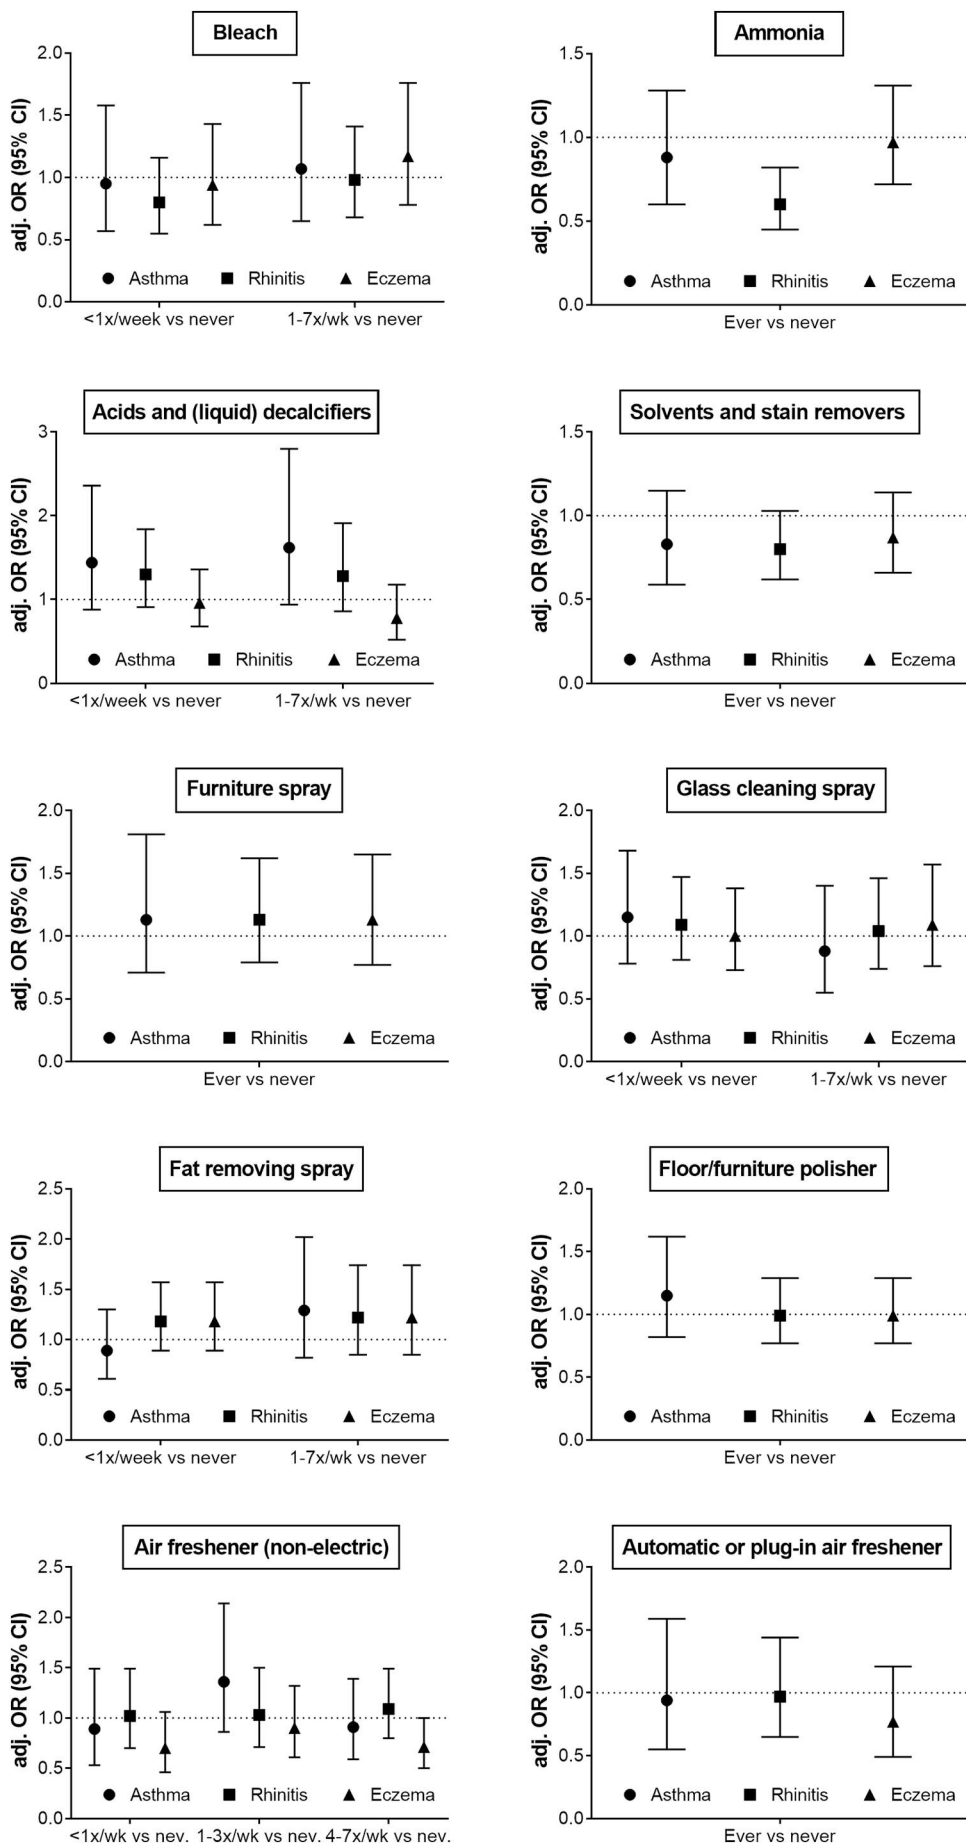 Bleach
adj. OR (95% CI)
2.0
1.5
1.0
0.5
0.0
Asthma Rhinitis Eczema
<1x/week vs never 1-7x/wk vs never
Ammonia
adj. OR (95% CI)
1.5
1.0
0.5
0.0
Asthma Rhinitis Eczema
Ever vs never
Acids and (liquid) decalcifiers
adj. OR (95% CI)
3
2
1
0
Asthma Rhinitis Eczema
<1x/week vs never 1-7x/wk vs never
Solvents and stain removers
adj. OR (95% CI)
1.5
1.0
0.5
0.0
Asthma Rhinitis Eczema
Ever vs never
Furniture spray
adj. OR (95% CI)
2.0
1.5
1.0
0.5
0.0
Asthma Rhinitis Eczema
Ever vs never
Glass cleaning spray
adj. OR (95% CI)
2.0
1.5
1.0
0.5
0.0
Asthma Rhinitis Eczema
<1x/week vs never 1-7x/wk vs never
Fat removing spray
adj. OR (95% CI)
2.5
2.0
1.5
1.0
0.5
0.0
Asthma Rhinitis Eczema
<1x/week vs never 1-7x/wk vs never
Floor/furniture polisher
adj. OR (95% CI)
2.0
1.5
1.0
0.5
0.0
Asthma Rhinitis Eczema
Ever vs never
Air freshener (non-electric)
adj. OR (95% CI)
2.5
2.0
1.5
1.0
0.5
0.0
Asthma Rhinitis Eczema
<1x/wk vs nev. 1-3x/wk vs nev. 4-7x/wk vs nev.
Automatic or plug-in air freshener
adj. OR (95% CI)
2.0
1.5
1.0
0.5
0.0
Asthma Rhinitis Eczema
Ever vs never